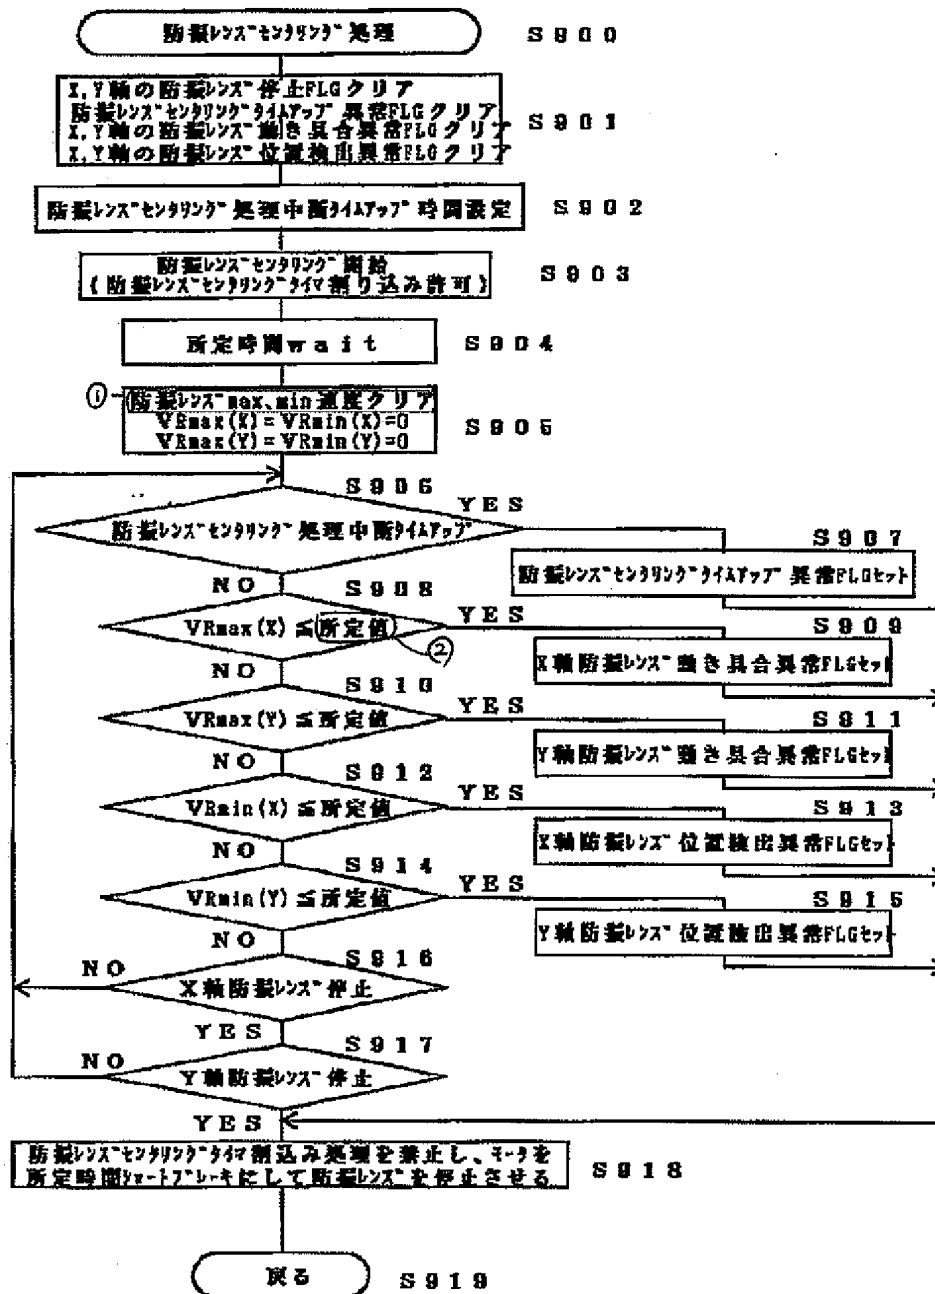 防振レンズセンタリング処理 S900
X,Y軸の防振レンズ停止FLGクリア
防振レンズセンタリングタイムアップ異常FLGクリア
X,Y軸の防振レンズ動き具合異常FLGクリア
X,Y軸の防振レンズ位置検出異常FLGクリア
S901
防振レンズセンタリング処理中断タイムアップ時間設定 S902
防振レンズセンタリング開始
(防振レンズセンタリングタイマ割り込み許可)
S903
所定時間wait S904
①
防振レンズmax、min速度クリア
VRmax(X)=VRmin(X)=0
VRmax(Y)=VRmin(Y)=0
S905
S906
防振レンズセンタリング処理中断タイムアップ
YES
NO
S907
防振レンズセンタリングタイムアップ異常FLGセット
S908
VRmax(X)≦所定値
②
YES
NO
S909
X軸防振レンズ動き具合異常FLGセット
S910
VRmax(Y)≦所定値
YES
NO
S911
Y軸防振レンズ動き具合異常FLGセット
S912
VRmin(X)≦所定値
YES
NO
S913
X軸防振レンズ位置検出異常FLGセット
S914
VRmin(Y)≦所定値
YES
NO
S915
Y軸防振レンズ位置検出異常FLGセット
S916
NO
X軸防振レンズ停止
YES
S917
NO
Y軸防振レンズ停止
YES
防振レンズセンタリングタイマ割込み処理を禁止し、モータを
所定時間ショートブレーキにして防振レンズを停止させる
S918
戻る S919